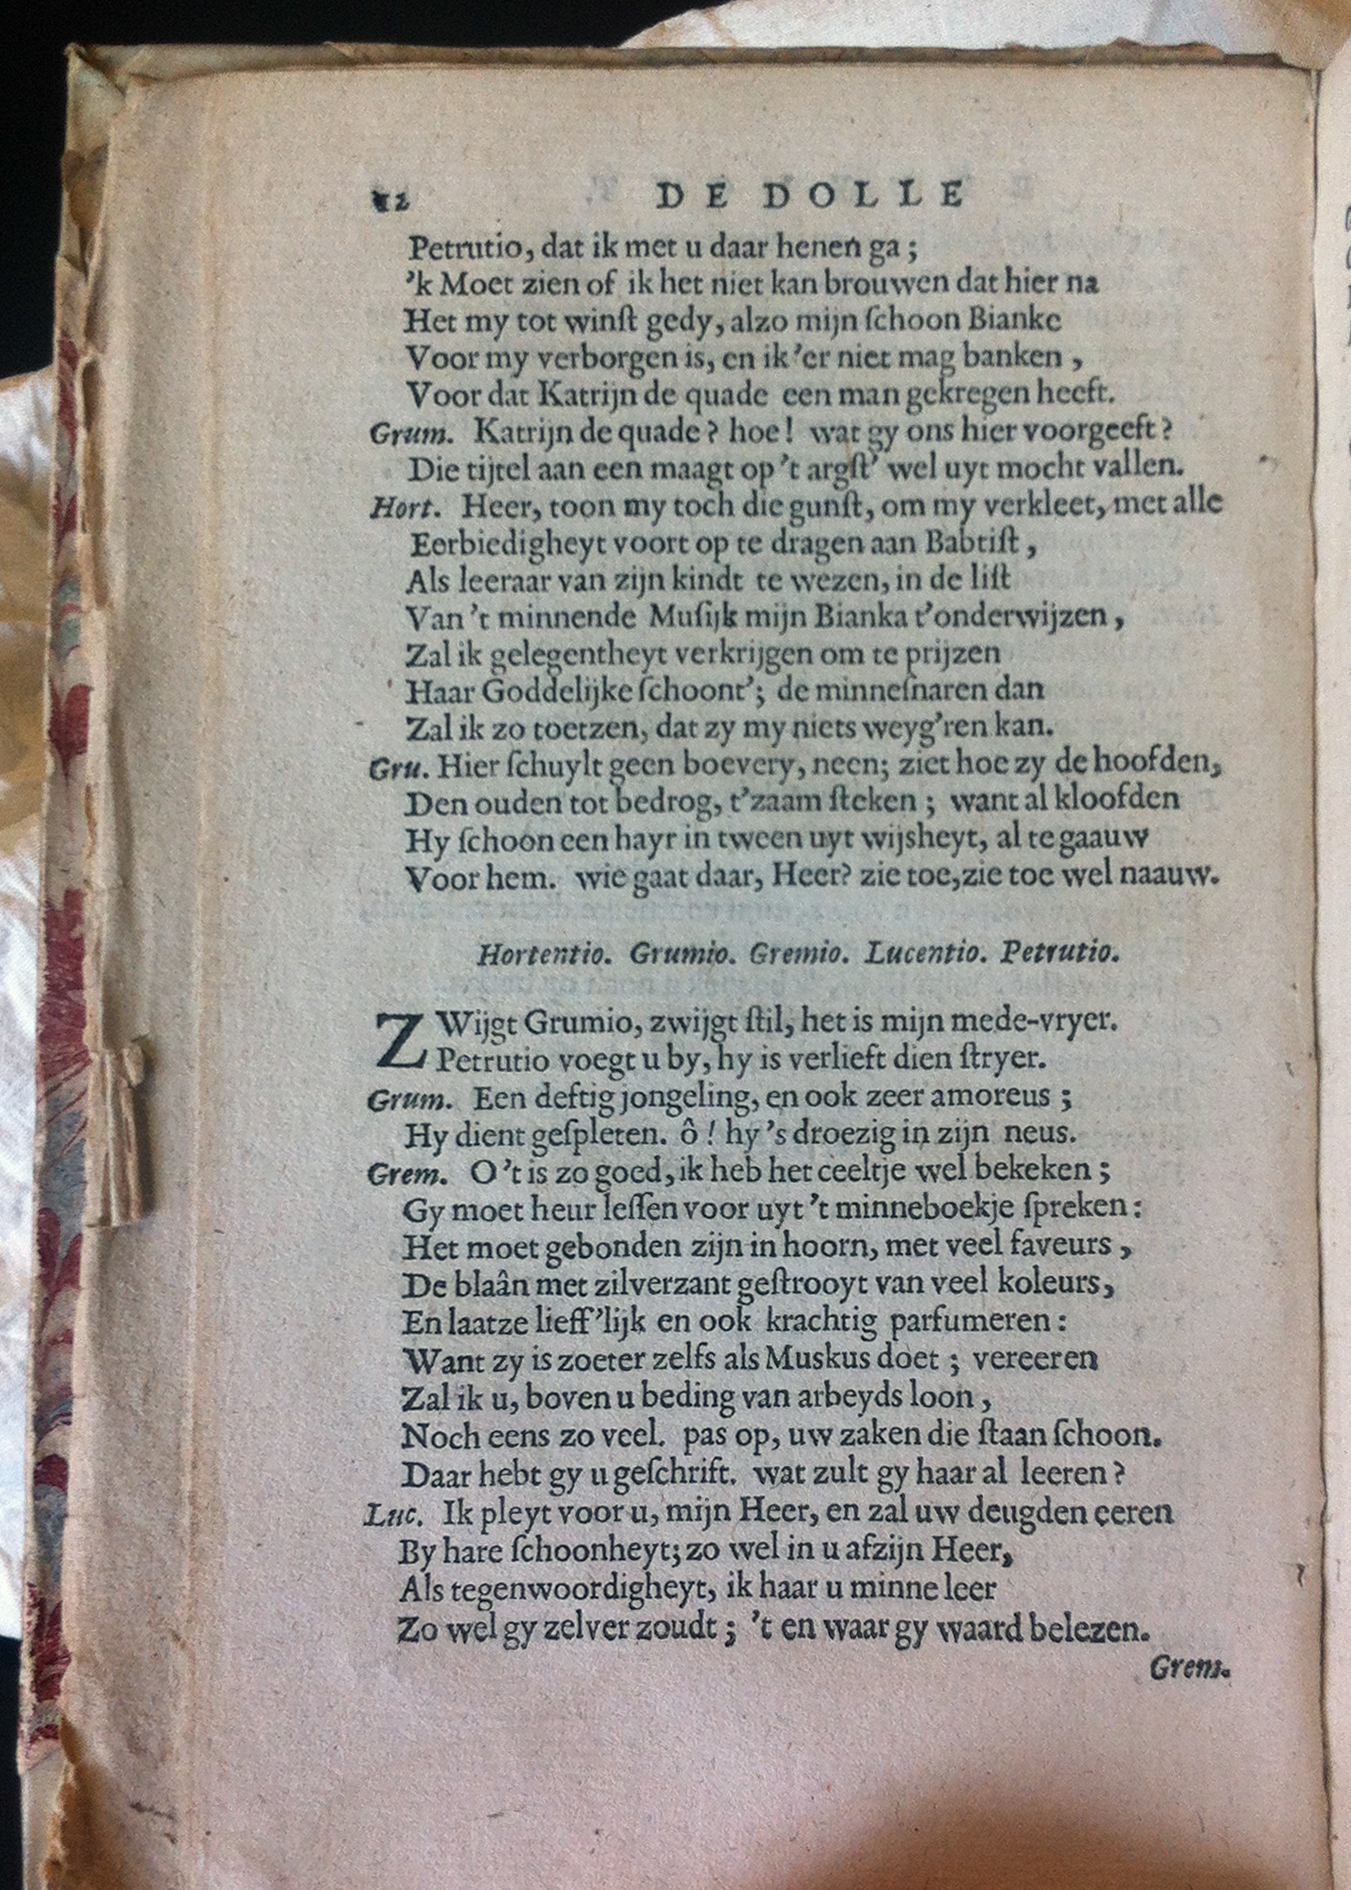 12 DE DOLLE
Petrutio, dat ik met u daar henen ga;
'k Moet zien of ik het niet kan brouwen dat hier na
Het my tot winſt gedy, alzo mijn ſchoon Bianke
Voor my verborgen is, en ik 'er niet mag banken,
Voor dat Katrijn de quade een man gekregen heeft.
Grum. Katrijn de quade? hoe! wat gy ons hier voorgeeft?
Die tijtel aan een maagt op 't argſt' wel uyt mocht vallen.
Hort. Heer, toon my toch die gunſt, om my verkleet, met alle
Eerbiedigheyt voort op te dragen aan Babtiſt,
Als leeraar van zijn kindt te wezen, in de liſt
Van 't minnende Muſijk mijn Bianka t'onderwijzen,
Zal ik gelegentheyt verkrijgen om te prijzen
Haar Goddelijke ſchoont'; de minneſnaren dan
Zal ik zo toetzen, dat zy my niets weyg'ren kan.
Gru. Hier ſchuylt geen boevery, neen; ziet hoe zy de hoofden,
Den ouden tot bedrog, t'zaam ſteken; want al kloofden
Hy ſchoon een hayr in tween uyt wijsheyt, al te gaauw
Voor hem. wie gaat daar, Heer? zie toe, zie toe wel naauw.
Hortentio. Grumio. Gremio. Lucentio. Petrutio.
ZWijgt Grumio, zwijgt ſtil, het is mijn mede-vryer.
Petrutio voegt u by, hy is verlieft dien ſtryer.
Grum. Een deftig jongeling, en ook zeer amoreus;
Hy dient geſpleten. ô! hy 's droezig in zijn neus.
Grem. O 't is zo goed, ik heb het ceeltje wel bekeken;
Gy moet heur leſſen voor uyt 't minneboekje ſpreken:
Het moet gebonden zijn in hoorn, met veel faveurs,
De blaân met zilverzant geſtrooyt van veel koleurs,
En laatze lieff'lijk en ook krachtig parfumeren:
Want zy is zoeter zelfs als Muskus doet; vereeren
Zal ik u, boven u beding van arbeyds loon,
Noch eens zo veel. pas op, uw zaken die ſtaan ſchoon.
Daar hebt gy u geſchrift. wat zult gy haar al leeren?
Luc. Ik pleyt voor u, mijn Heer, en zal uw deugden eeren
By hare ſchoonheyt; zo wel in u afzijn Heer,
Als tegenwoordigheyt, ik haar u minne leer
Zo wel gy zelver zoudt; 't en waar gy waard belezen.
Grem.